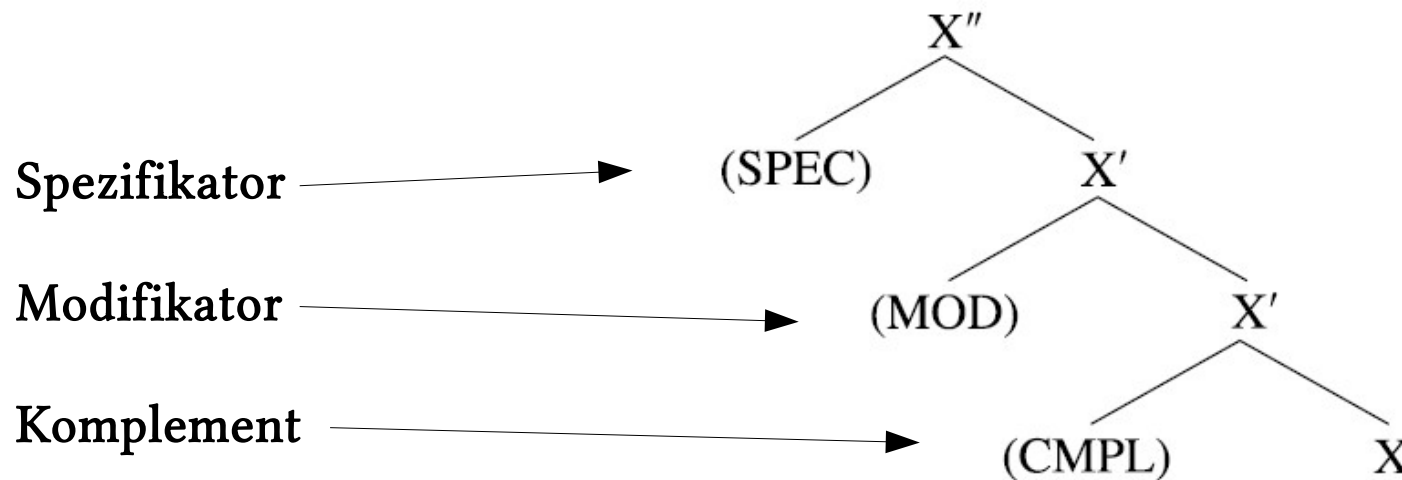 X″
Spezifikator (SPEC) X′
Modifikator (MOD) X′
Komplement (CMPL) X